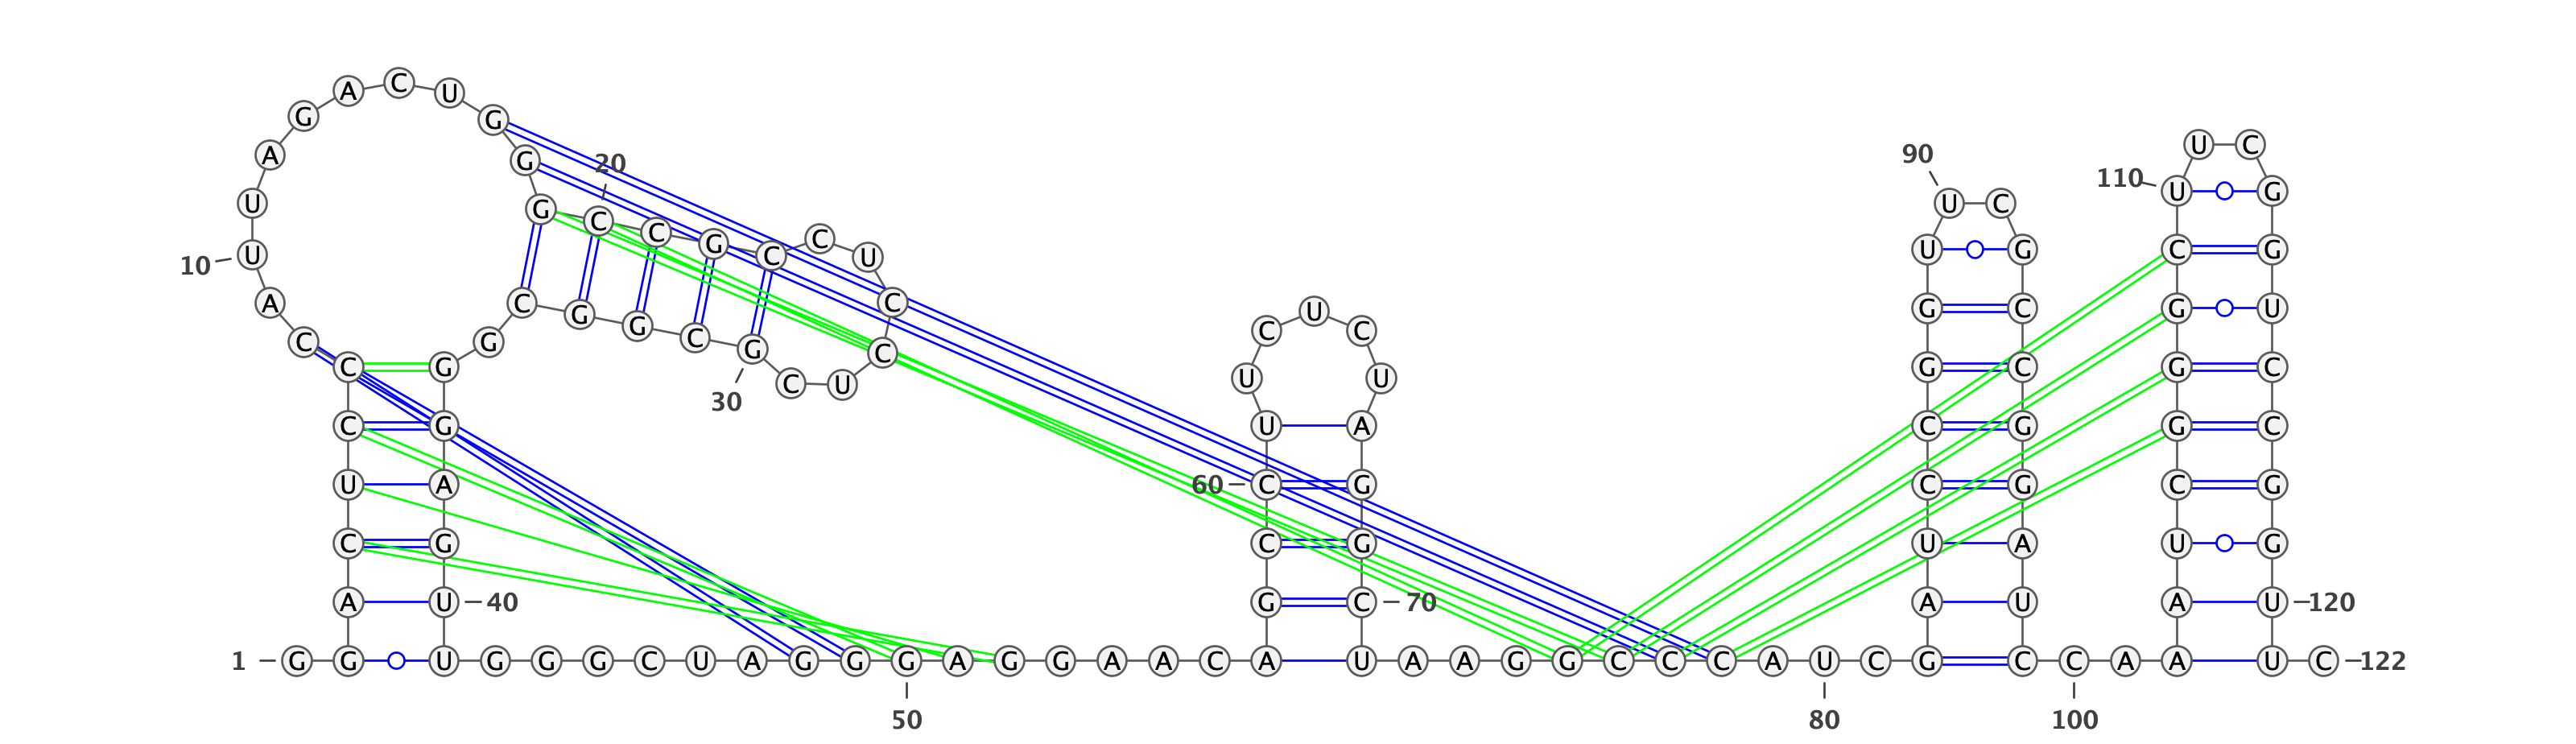 1
G G A C U C C C A U
10
U A G A C U G G G C
20
C G C C U C C U C G
30
C G G C G G G A G U
40
U G G G C U A G G G
50
A G G A A C A G C C
60
U U C U C U A G G C
70
U A A G G C C C A U
80
C G A U C C G G U U
90
C G C C G G A U C C
100
A A A U C G G G C U
110
U C G G U C C G G U
120
U C
122